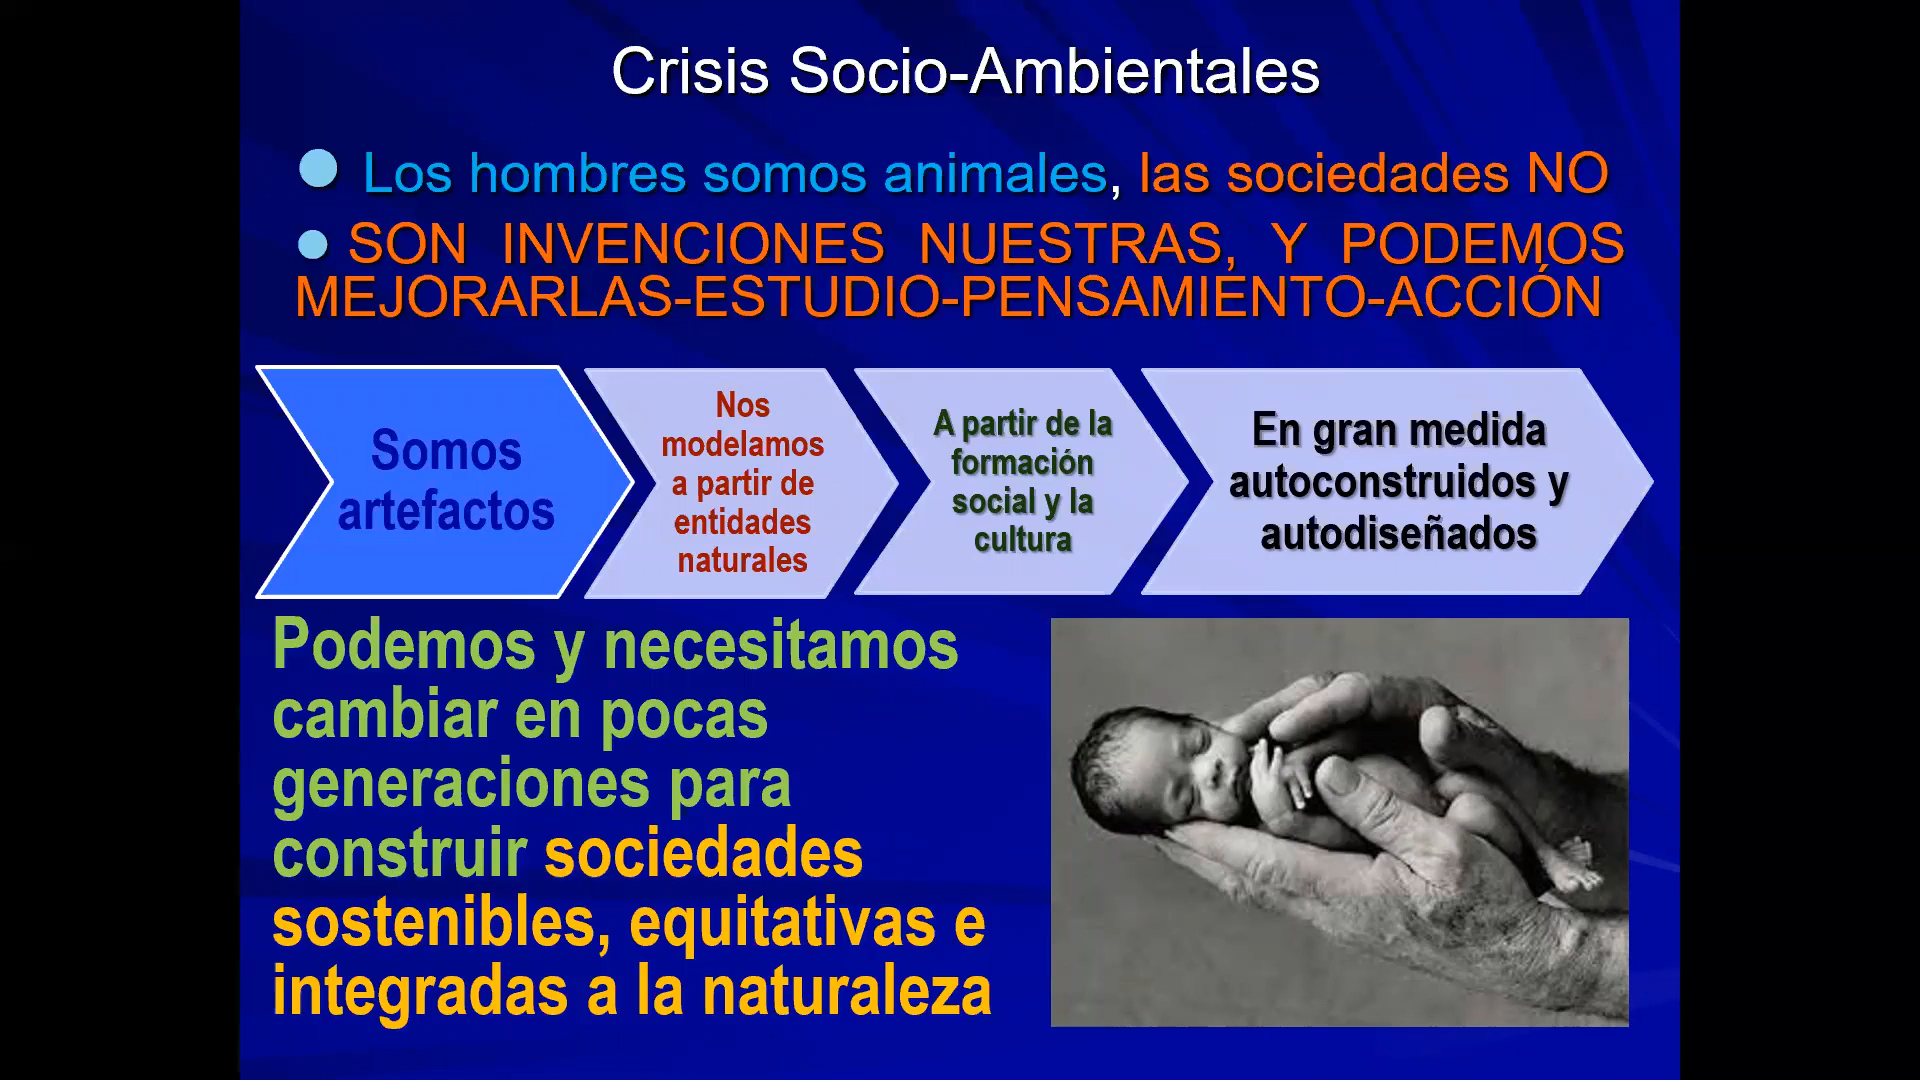 Crisis Socio-Ambientales
Los hombres somos animales, las sociedades NO
SON INVENCIONES NUESTRAS, Y PODEMOS
MEJORARLAS-ESTUDIO-PENSAMIENTO-ACCIÓN
Somos
artefactos
Nos
modelamos
a partir de
entidades
naturales
A partir de la
formación
social y la
cultura
En gran medida
autoconstruidos y
autodiseñados
Podemos y necesitamos
cambiar en pocas
generaciones para
construir sociedades
sostenibles, equitativas e
integradas a la naturaleza